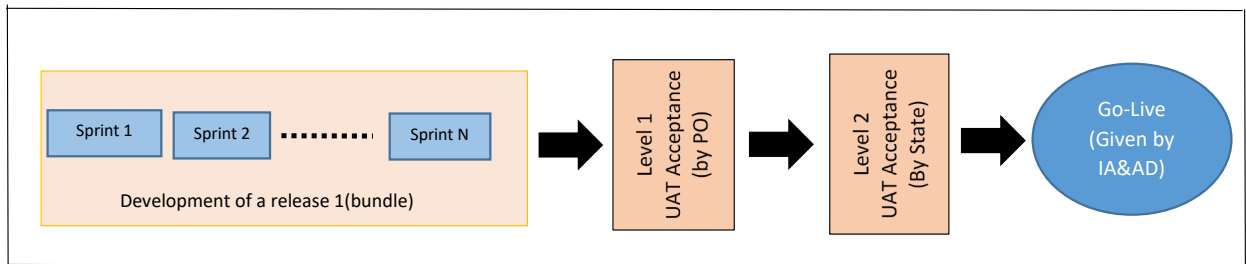 Sprint 1
Sprint 2
Sprint N
Development of a release 1(bundle)
Level 1
UAT Acceptance
(by PO)
Level 2
UAT Acceptance
(By State)
Go-Live
(Given by
IA&AD)